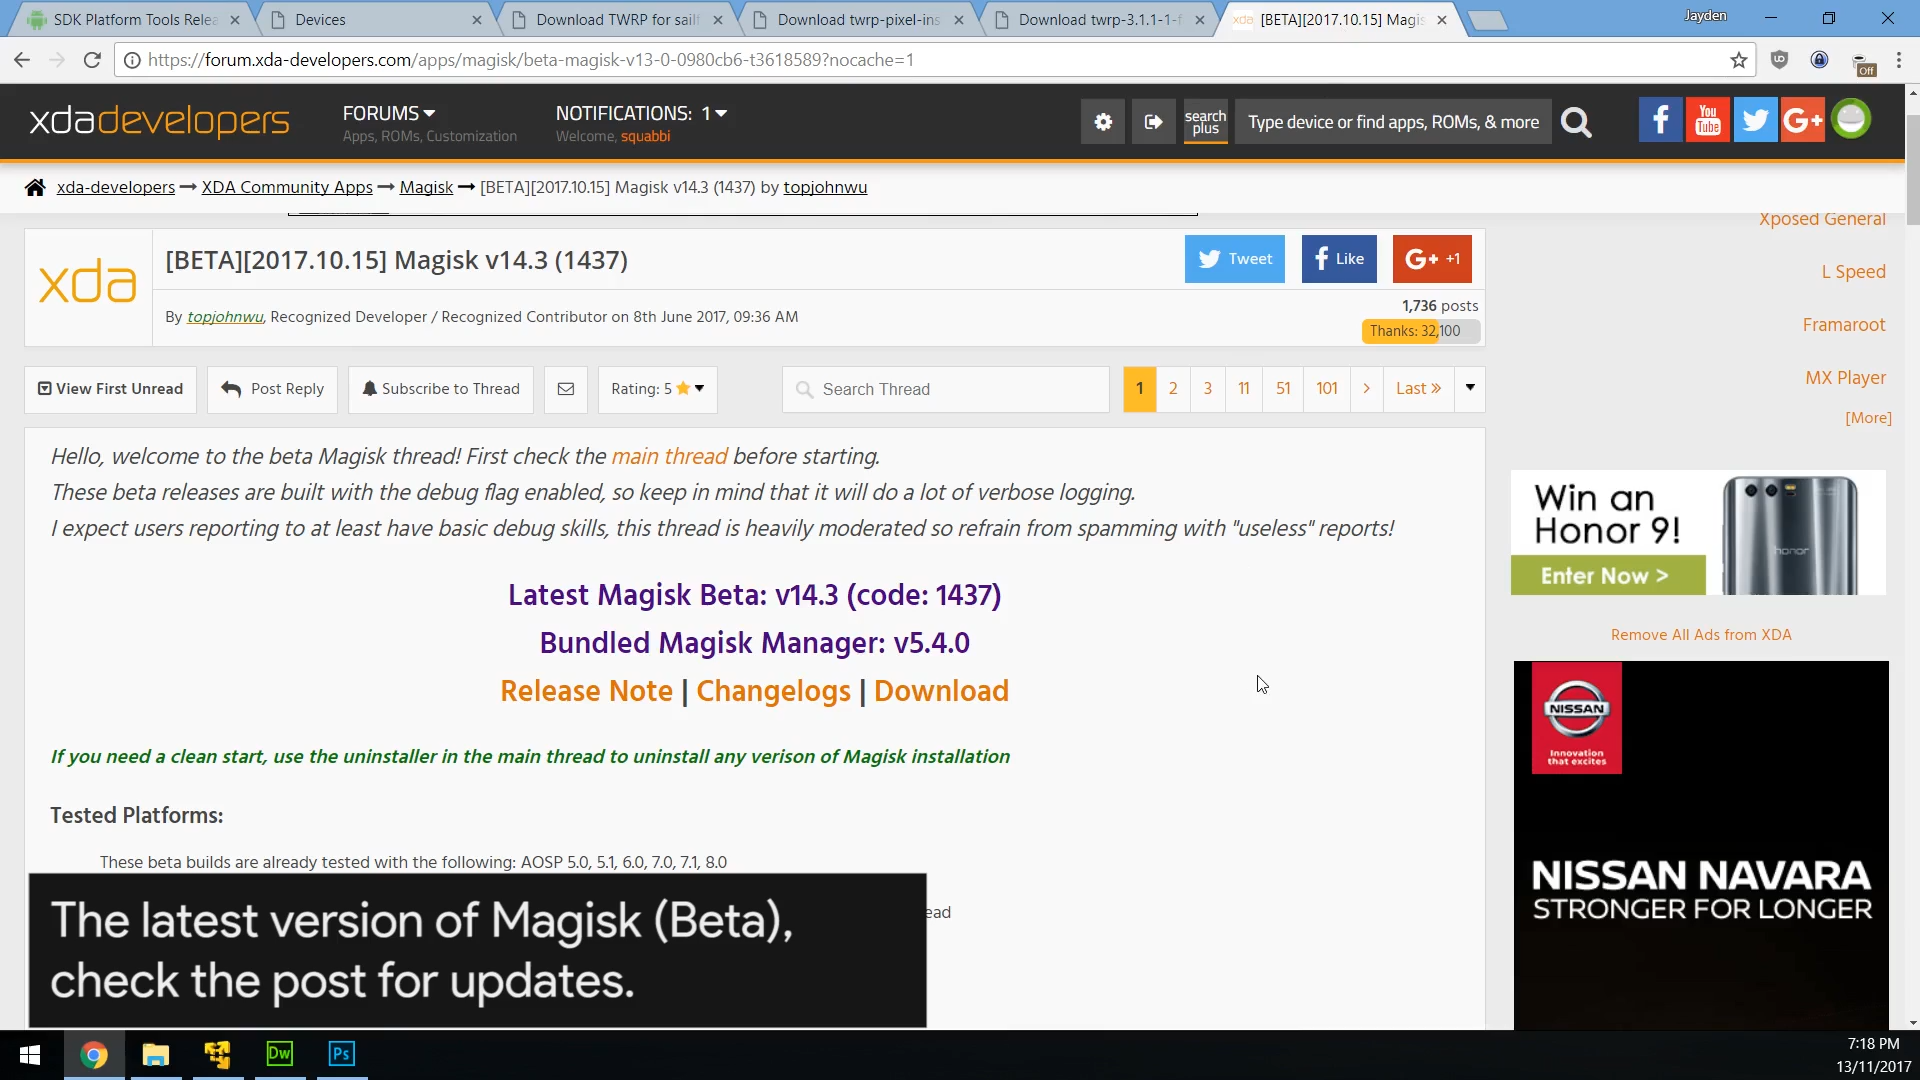 SDK Platform Tools Relea
Devices
Download TWRP for sailf
Download twrp-pixel-ins
Download twrp-3.1.1-1-f
xda
[BETA][2017.10.15] Magis
Jayden
https://forum.xda-developers.com/apps/magisk/beta-magisk-v13-0-0980cb6-t3618589?nocache=1
Off
xdadevelopers
FORUMS
Apps, ROMs, Customization
NOTIFICATIONS: 1
Welcome, squabbi
search
plus
Type device or find apps, ROMs, & more
You
Tube
G+
xda-developers → XDA Community Apps → Magisk → [BETA][2017.10.15] Magisk v14.3 (1437) by topjohnwu
xda
[BETA][2017.10.15] Magisk v14.3 (1437)
Tweet
Like
G+ +1
By topjohnwu, Recognized Developer / Recognized Contributor on 8th June 2017, 09:36 AM
1,736 posts
Thanks: 32,100
View First Unread
Post Reply
Subscribe to Thread
Rating: 5
Search Thread
1 2 3 11 51 101 > Last »
Xposed General
L Speed
Framaroot
MX Player
[More]
Hello, welcome to the beta Magisk thread! First check the main thread before starting.
These beta releases are built with the debug flag enabled, so keep in mind that it will do a lot of verbose logging.
I expect users reporting to at least have basic debug skills, this thread is heavily moderated so refrain from spamming with "useless" reports!
Latest Magisk Beta: v14.3 (code: 1437)
Bundled Magisk Manager: v5.4.0
Release Note | Changelogs | Download
If you need a clean start, use the uninstaller in the main thread to uninstall any verison of Magisk installation
Tested Platforms:
These beta builds are already tested with the following: AOSP 5.0, 5.1, 6.0, 7.0, 7.1, 8.0
ead
The latest version of Magisk (Beta),
check the post for updates.
Win an
Honor 9!
Enter Now >
honor
Remove All Ads from XDA
NISSAN
Innovation
that excites
NISSAN NAVARA
STRONGER FOR LONGER
Dw
Ps
7:18 PM
13/11/2017